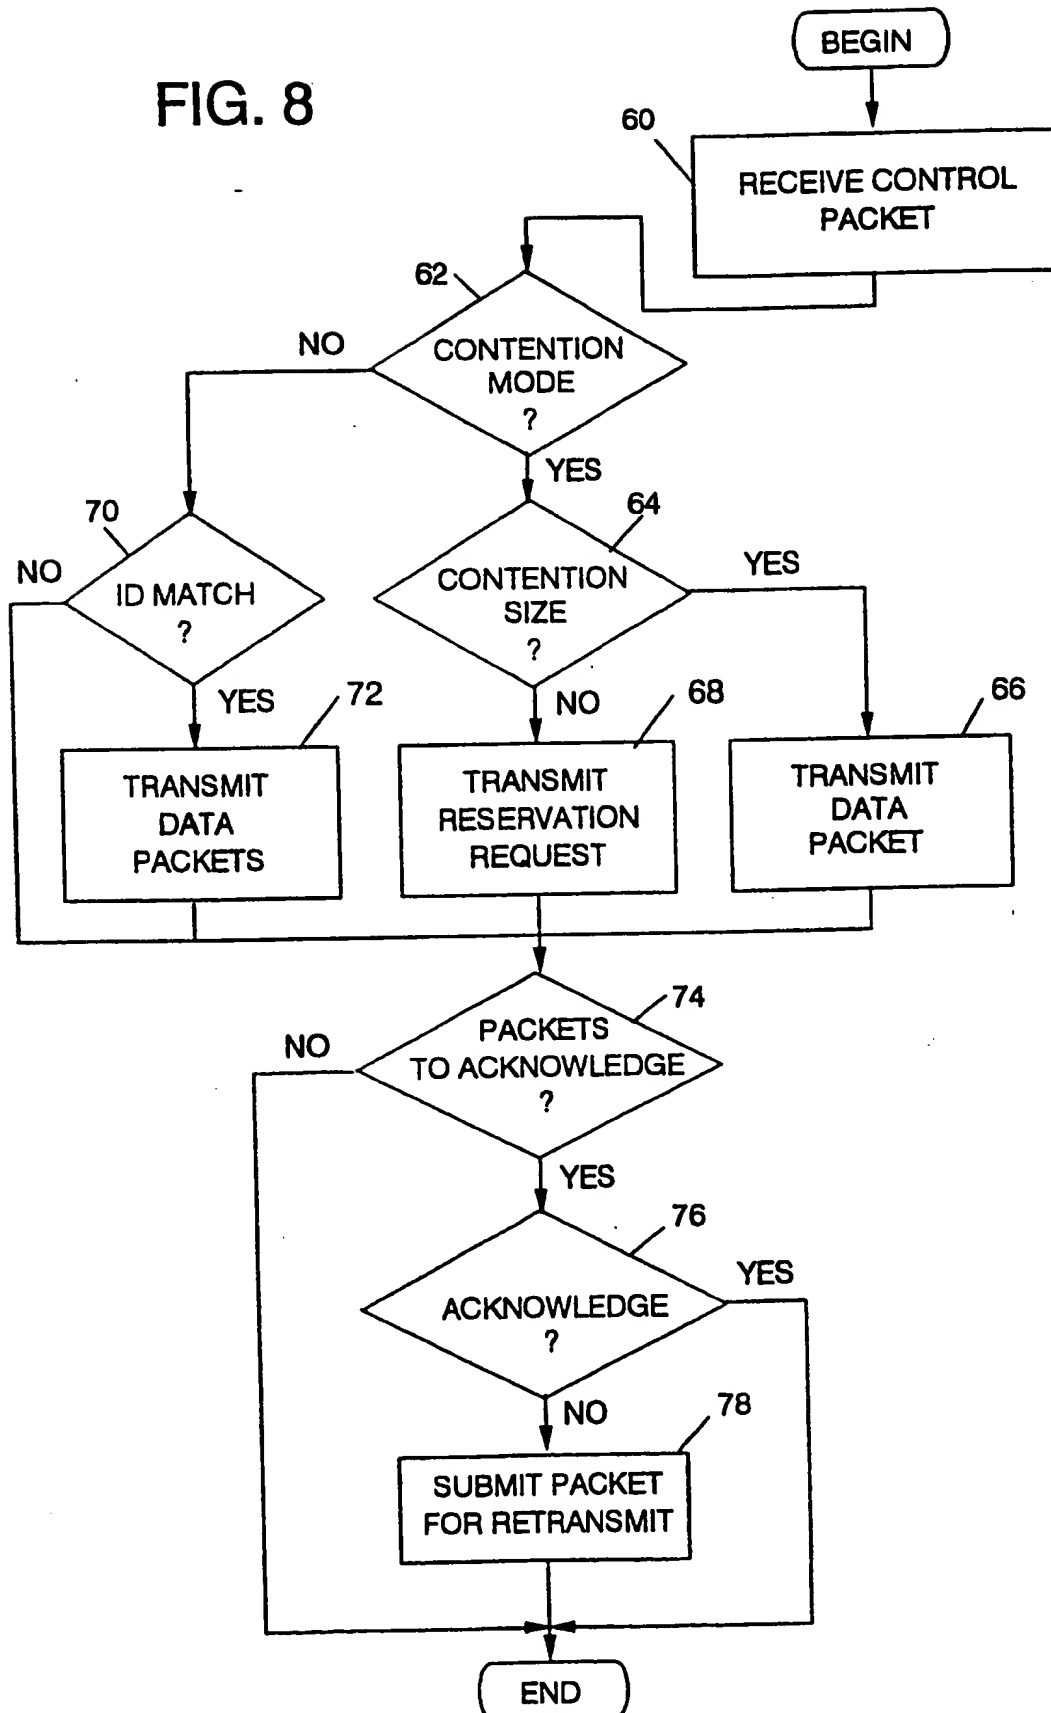 BEGIN
FIG. 8
60
RECEIVE CONTROL
PACKET
62
NO
CONTENTION
MODE
?
YES
70
64
NO
ID MATCH
?
CONTENTION
SIZE
?
YES
YES
72
NO
68
66
TRANSMIT
DATA
PACKETS
TRANSMIT
RESERVATION
REQUEST
TRANSMIT
DATA
PACKET
74
NO
PACKETS
TO ACKNOWLEDGE
?
YES
76
YES
ACKNOWLEDGE
?
NO
78
SUBMIT PACKET
FOR RETRANSMIT
END